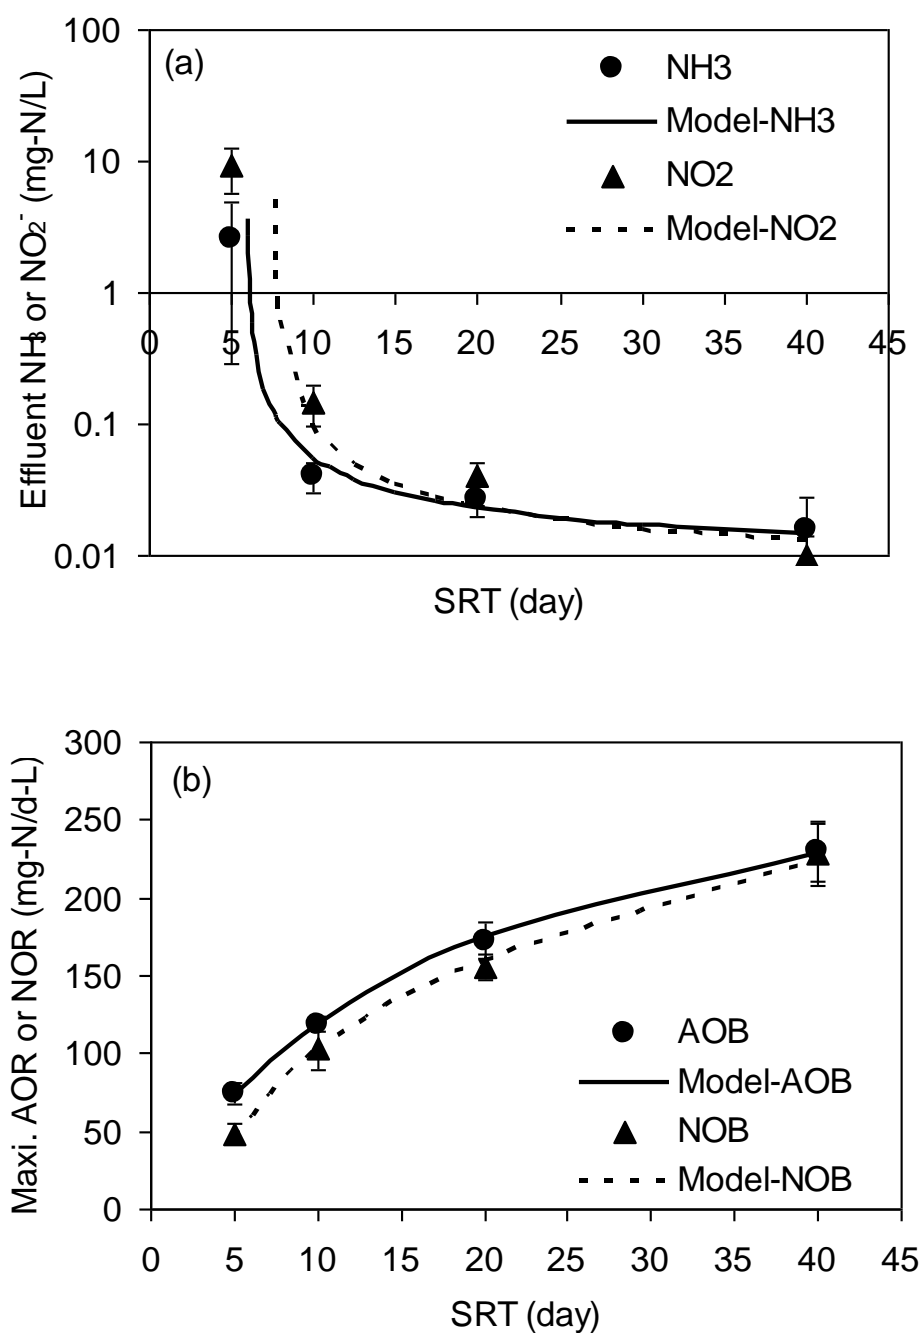 100
(a)
NH3
Model-NH3
NO2
Model-NO2
10
1
0 5 10 15 20 25 30 35 40 45
0.1
0.01
Effluent NH3 or NO2- (mg-N/L)
SRT (day)
300
(b)
250
200
150
100
50
0
AOB
Model-AOB
NOB
Model-NOB
Maxi. AOR or NOR (mg-N/d-L)
0 5 10 15 20 25 30 35 40 45
SRT (day)